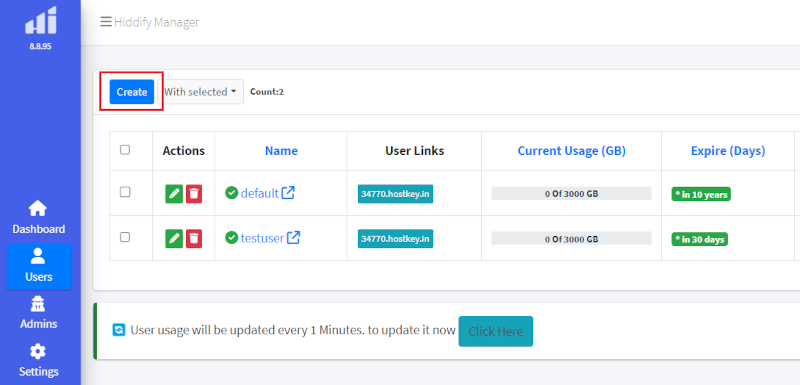 8.8.95
Hiddify Manager
Create With selected Count:2
Actions Name User Links Current Usage (GB) Expire (Days)
default 34770.hostkey.in 0 Of 3000 GB * in 10 years
testuser 34770.hostkey.in 0 Of 3000 GB * in 30 days
Dashboard
Users
Admins
Settings
User usage will be updated every 1 Minutes. to update it now Click Here